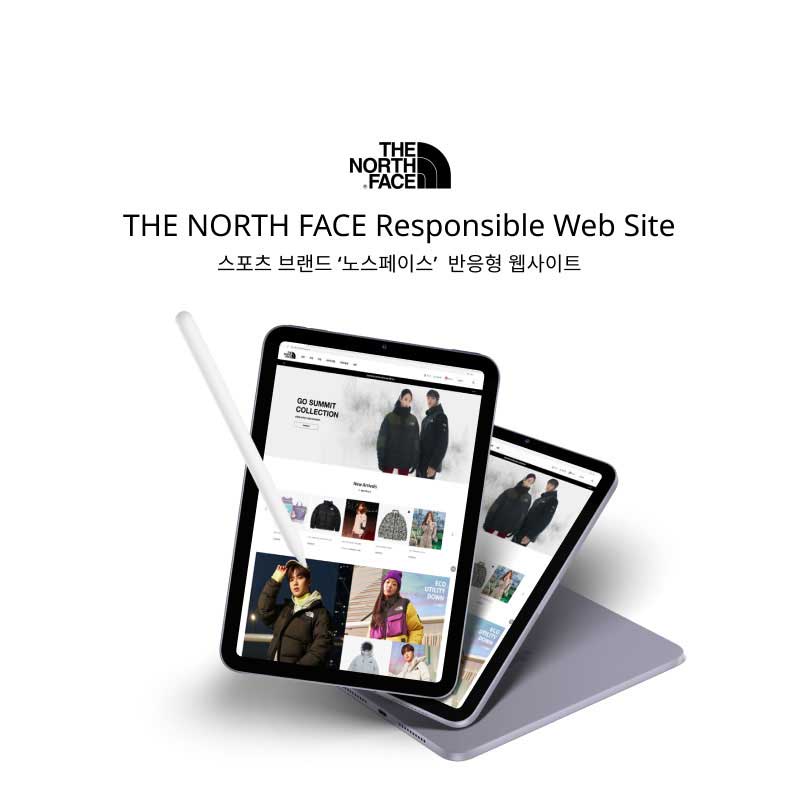 THE
NORTH
FACE
THE NORTH FACE Responsible Web Site
스포츠 브랜드 ‘노스페이스’ 반응형 웹사이트
GO SUMMIT
COLLECTION
New Arrivals
ECO
UTILITY
DOWN
ECO
UTILITY
DOWN